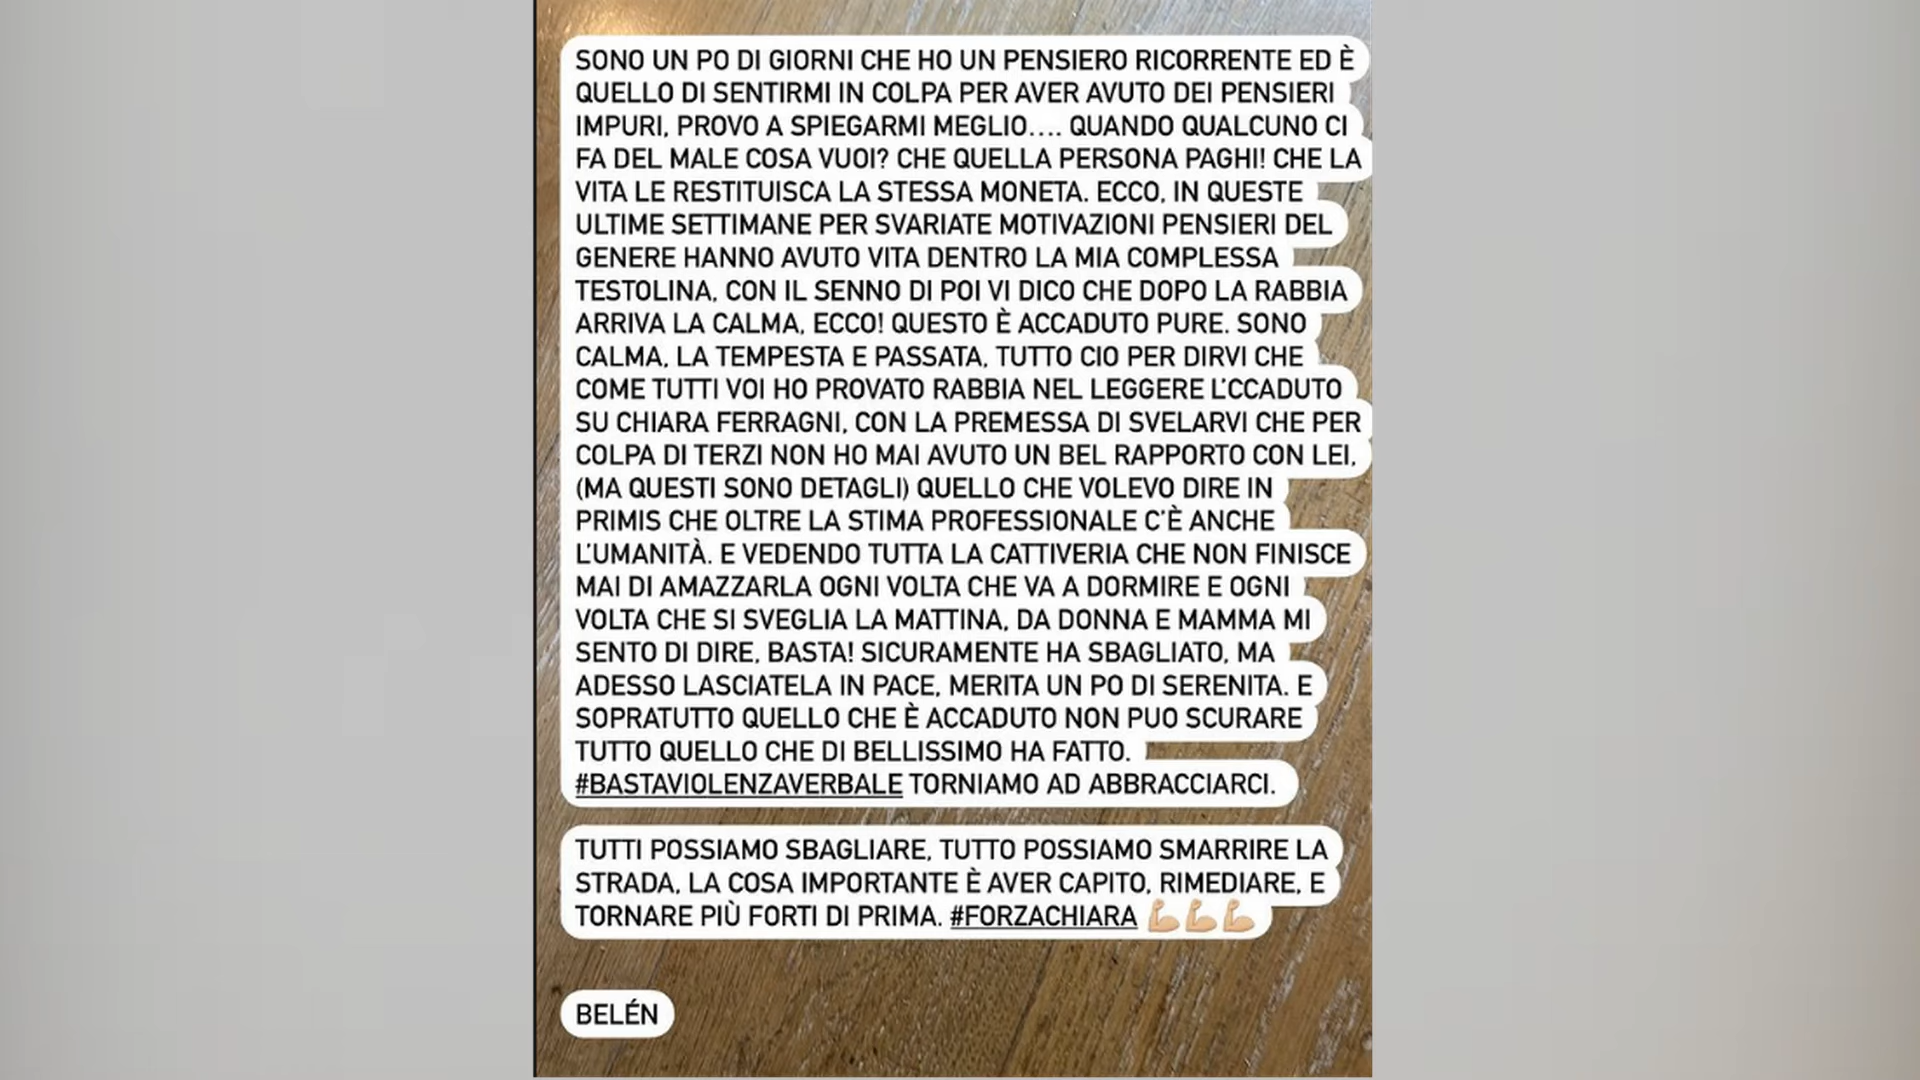 SONO UN PO DI GIORNI CHE HO UN PENSIERO RICORRENTE ED È
QUELLO DI SENTIRMI IN COLPA PER AVER AVUTO DEI PENSIERI
IMPURI, PROVO A SPIEGARMI MEGLIO.... QUANDO QUALCUNO CI
FA DEL MALE COSA VUOI? CHE QUELLA PERSONA PAGHI! CHE LA
VITA LE RESTITUISCA LA STESSA MONETA. ECCO, IN QUESTE
ULTIME SETTIMANE PER SVARIATE MOTIVAZIONI PENSIERI DEL
GENERE HANNO AVUTO VITA DENTRO LA MIA COMPLESSA
TESTOLINA, CON IL SENNO DI POI VI DICO CHE DOPO LA RABBIA
ARRIVA LA CALMA, ECCO! QUESTO È ACCADUTO PURE. SONO
CALMA, LA TEMPESTA E PASSATA, TUTTO CIO PER DIRVI CHE
COME TUTTI VOI HO PROVATO RABBIA NEL LEGGERE L'CCADUTO
SU CHIARA FERRAGNI, CON LA PREMESSA DI SVELARVI CHE PER
COLPA DI TERZI NON HO MAI AVUTO UN BEL RAPPORTO CON LEI,
(MA QUESTI SONO DETAGLI) QUELLO CHE VOLEVO DIRE IN
PRIMIS CHE OLTRE LA STIMA PROFESSIONALE C'È ANCHE
L'UMANITÀ. E VEDENDO TUTTA LA CATTIVERIA CHE NON FINISCE
MAI DI AMAZZARLA OGNI VOLTA CHE VA A DORMIRE E OGNI
VOLTA CHE SI SVEGLIA LA MATTINA, DA DONNA E MAMMA MI
SENTO DI DIRE, BASTA! SICURAMENTE HA SBAGLIATO, MA
ADESSO LASCIATELA IN PACE, MERITA UN PO DI SERENITA. E
SOPRATUTTO QUELLO CHE È ACCADUTO NON PUO SCURARE
TUTTO QUELLO CHE DI BELLISSIMO HA FATTO.
#BASTAVIOLENZAVERBALE TORNIAMO AD ABBRACCIARCI.
TUTTI POSSIAMO SBAGLIARE, TUTTO POSSIAMO SMARRIRE LA
STRADA, LA COSA IMPORTANTE È AVER CAPITO, RIMEDIARE, E
TORNARE PIÙ FORTI DI PRIMA. #FORZACHIARA 💪🏼💪🏼💪🏼
BELÉN